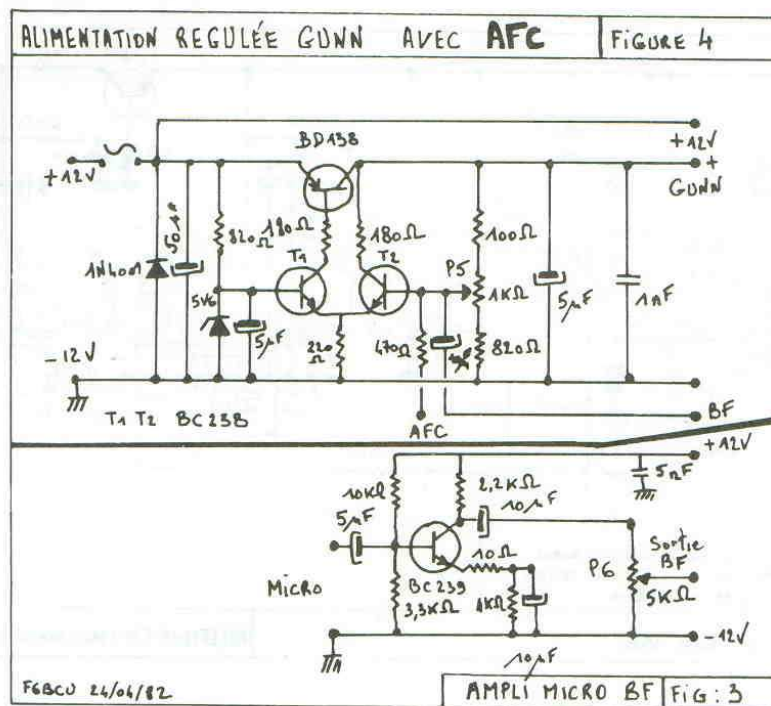 ALIMENTATION REGULÉE GUNN AVEC AFC
FIGURE 4
BD138
+12V
+12V
+
GUNN
1N4001
820Ω
180Ω
180Ω
T1
T2
P5
100Ω
1KΩ
820Ω
5µF
1nF
5V6
5µF
220Ω
470Ω
-12V
T1 T2 BC238
AFC
BF
+12V
10KΩ
2,2KΩ
10µF
5nF
5µF
10Ω
Micro
BC239
3,3KΩ
1KΩ
10µF
P6
Sortie
BF
5KΩ
-12V
F6BCU 24/04/82
AMPLI MICRO BF
FIG:3